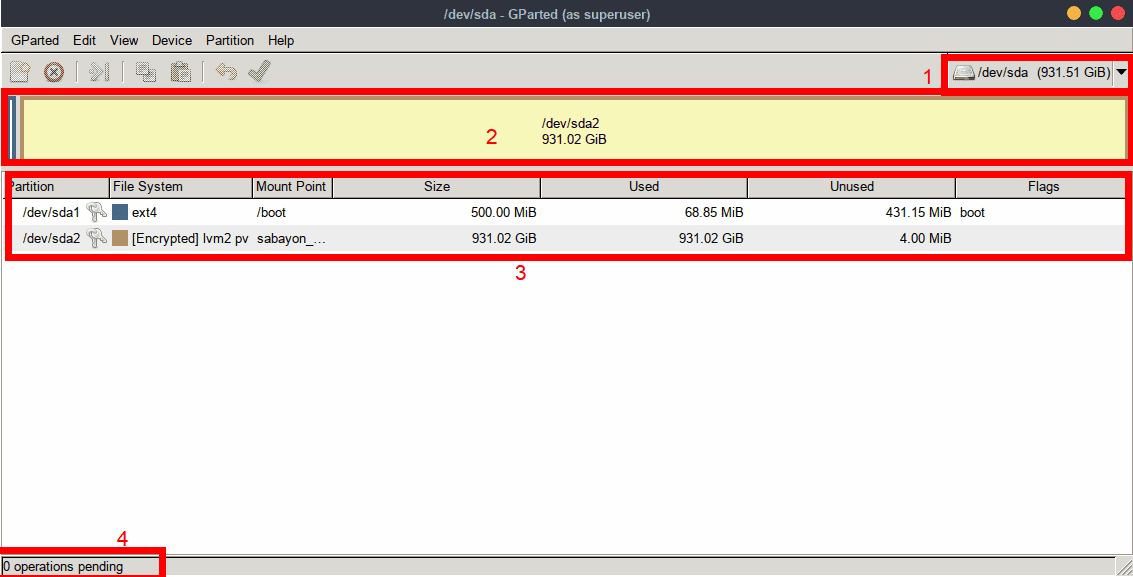 /dev/sda - GParted (as superuser)
GParted Edit View Device Partition Help
1 /dev/sda (931.51 GiB)
/dev/sda2
2
931.02 GiB
Partition File System Mount Point Size Used Unused Flags
/dev/sda1 ext4 /boot 500.00 MiB 68.85 MiB 431.15 MiB boot
/dev/sda2 [Encrypted] lvm2 pv sabayon_... 931.02 GiB 931.02 GiB 4.00 MiB
3
4
0 operations pending